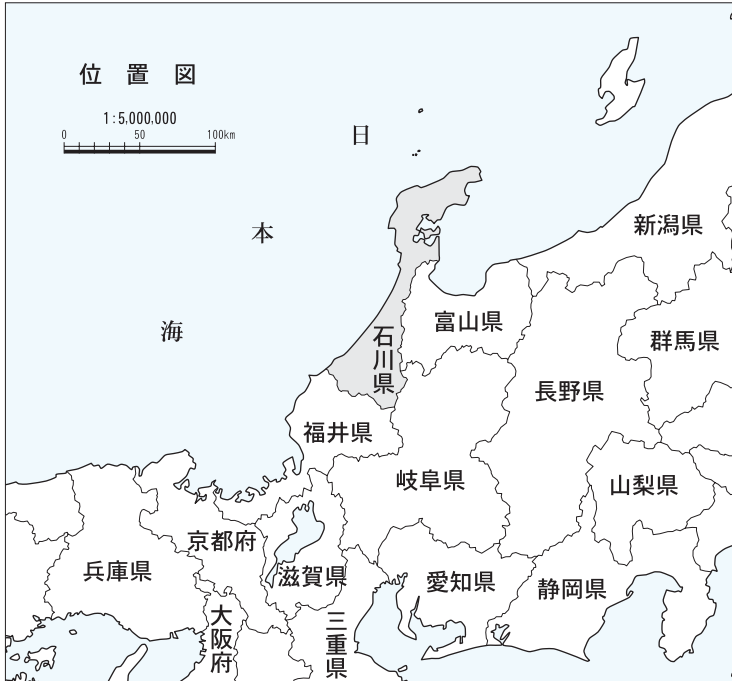 位置図
1:5,000,000
0 50 100km
日
本
海
新潟県
富山県
石川県
群馬県
長野県
福井県
岐阜県
山梨県
京都府
兵庫県
滋賀県
愛知県
静岡県
大阪府
三重県